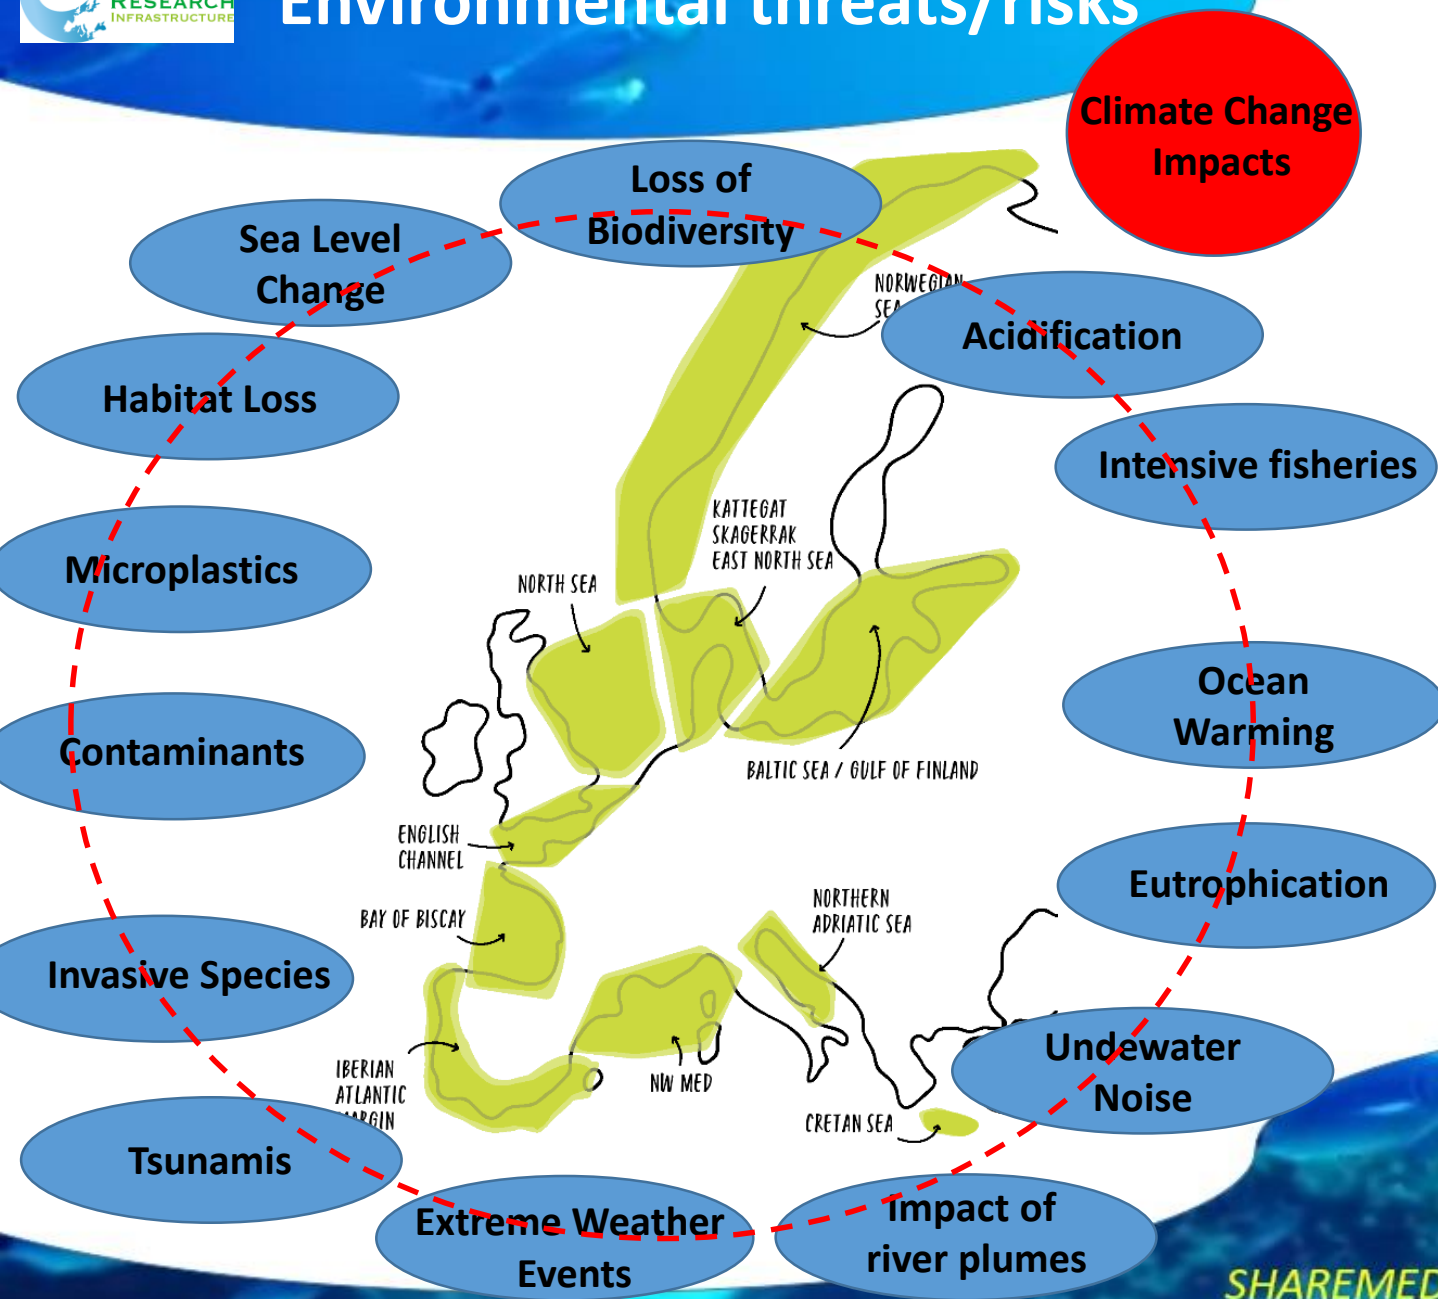 RESEARCH
INFRASTRUCTURE
Environmental threats/risks
Climate Change
Impacts
Loss of
Biodiversity
Sea Level
Change
NORWEGIAN
Acidification
Habitat Loss
Intensive fisheries
KATTEGAT
SKAGERRAK
EAST NORTH SEA
Microplastics
NORTH SEA
Ocean
Warming
Contaminants
BALTIC SEA / GULF OF FINLAND
ENGLISH
CHANNEL
Eutrophication
NORTHERN
ADRIATIC SEA
BAY OF BISCAY
Invasive Species
Undewater
Noise
IBERIAN
ATLANTIC
NW MED
CRETAN SEA
Tsunamis
Extreme Weather
Events
Impact of
river plumes
SHAREMED